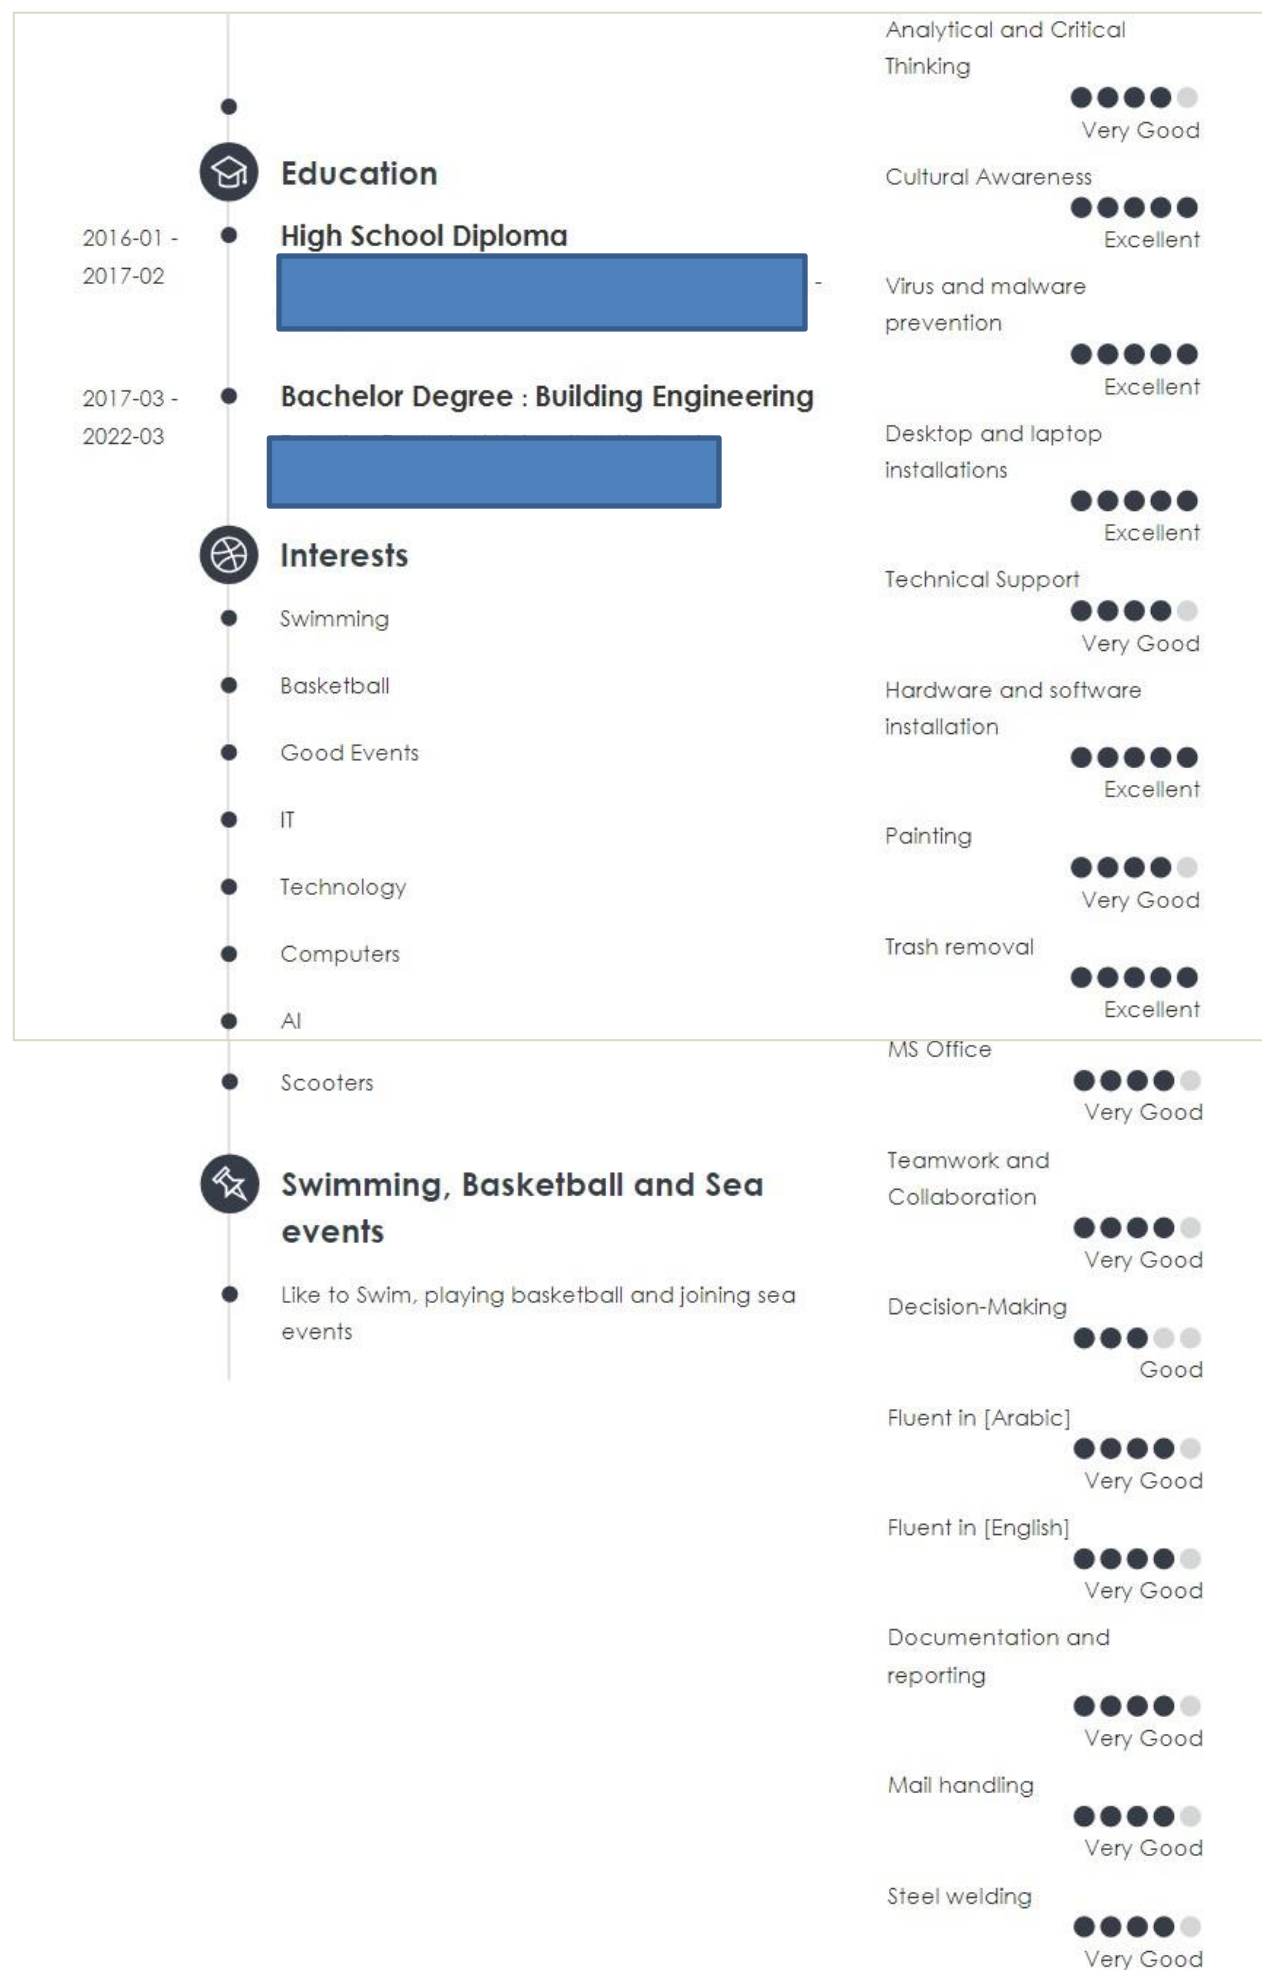 Education
2016-01 -
2017-02
High School Diploma
-
2017-03 -
2022-03
Bachelor Degree : Building Engineering
Interests
Swimming
Basketball
Good Events
IT
Technology
Computers
AI
Scooters
Swimming, Basketball and Sea
events
Like to Swim, playing basketball and joining sea
events
Analytical and Critical
Thinking
Very Good
Cultural Awareness
Excellent
Virus and malware
prevention
Excellent
Desktop and laptop
installations
Excellent
Technical Support
Very Good
Hardware and software
installation
Excellent
Painting
Very Good
Trash removal
Excellent
MS Office
Very Good
Teamwork and
Collaboration
Very Good
Decision-Making
Good
Fluent in [Arabic]
Very Good
Fluent in [English]
Very Good
Documentation and
reporting
Very Good
Mail handling
Very Good
Steel welding
Very Good